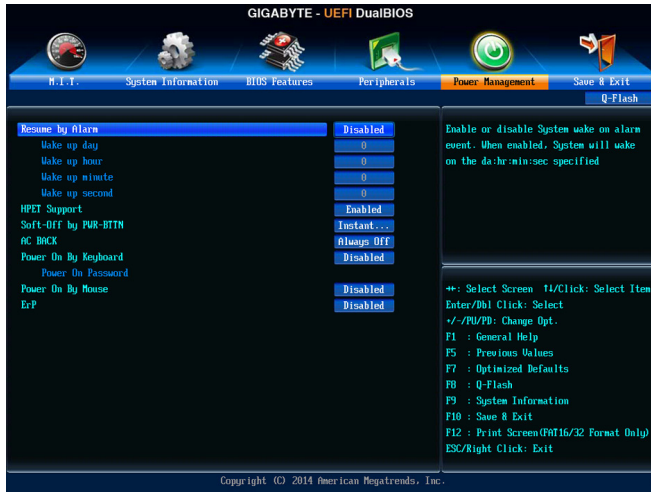 GIGABYTE - UEFI DualBIOS
M.I.T.
System Information
BIOS Features
Peripherals
Power Management
Save & Exit
Q-Flash
Resume by Alarm Disabled
Wake up day 0
Wake up hour 0
Wake up minute 0
Wake up second 0
HPET Support Enabled
Soft-Off by PWR-BTTN Instant...
AC BACK Always Off
Power On By Keyboard Disabled
Power On Password
Power On By Mouse Disabled
ErP Disabled
Enable or disable System wake on alarm
event. When enabled, System will wake
on the da:hr:min:sec specified
↔: Select Screen ↑↓/Click: Select Item
Enter/Dbl Click: Select
+/-/PU/PD: Change Opt.
F1 : General Help
F5 : Previous Values
F7 : Optimized Defaults
F8 : Q-Flash
F9 : System Information
F10 : Save & Exit
F12 : Print Screen(FAT16/32 Format Only)
ESC/Right Click: Exit
Copyright (C) 2014 American Megatrends, Inc.